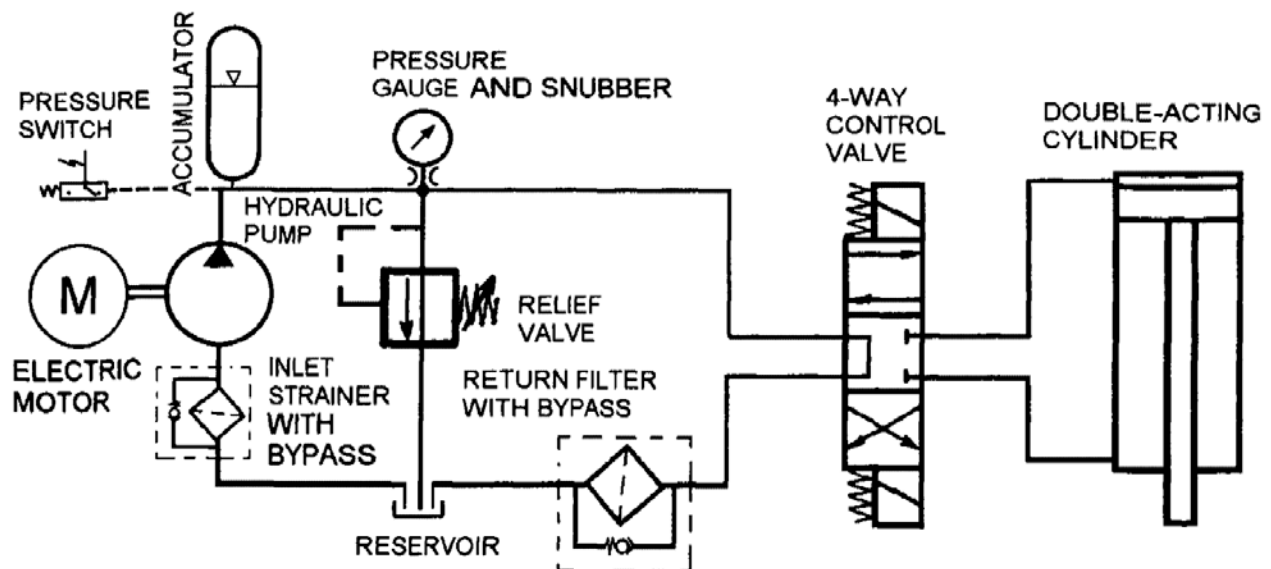 ACCUMULATOR
PRESSURE
SWITCH
PRESSURE
GAUGE AND SNUBBER
4-WAY
CONTROL
VALVE
DOUBLE-ACTING
CYLINDER
HYDRAULIC
PUMP
M
ELECTRIC
MOTOR
RELIEF
VALVE
INLET
STRAINER
WITH
BYPASS
RETURN FILTER
WITH BYPASS
RESERVOIR